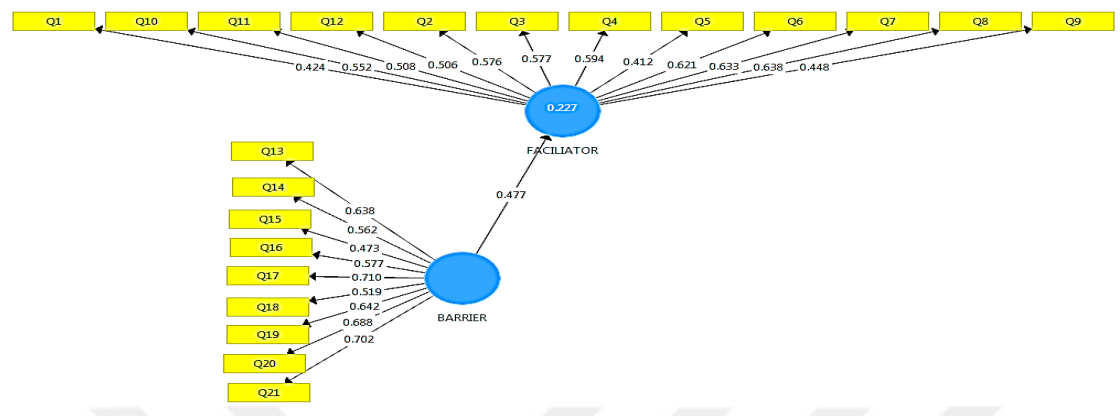 Q1 Q10 Q11 Q12 Q2 Q3 Q4 Q5 Q6 Q7 Q8 Q9
0.424 0.552 0.508 0.506 0.576 0.577 0.594 0.412 0.621 0.633 0.638 0.448
0.227
FACILIATOR
0.477
Q13
Q14
Q15
Q16
Q17
Q18
Q19
Q20
Q21
0.638
0.562
0.473
0.577
0.710
0.519
0.642
0.688
0.702
BARRIER